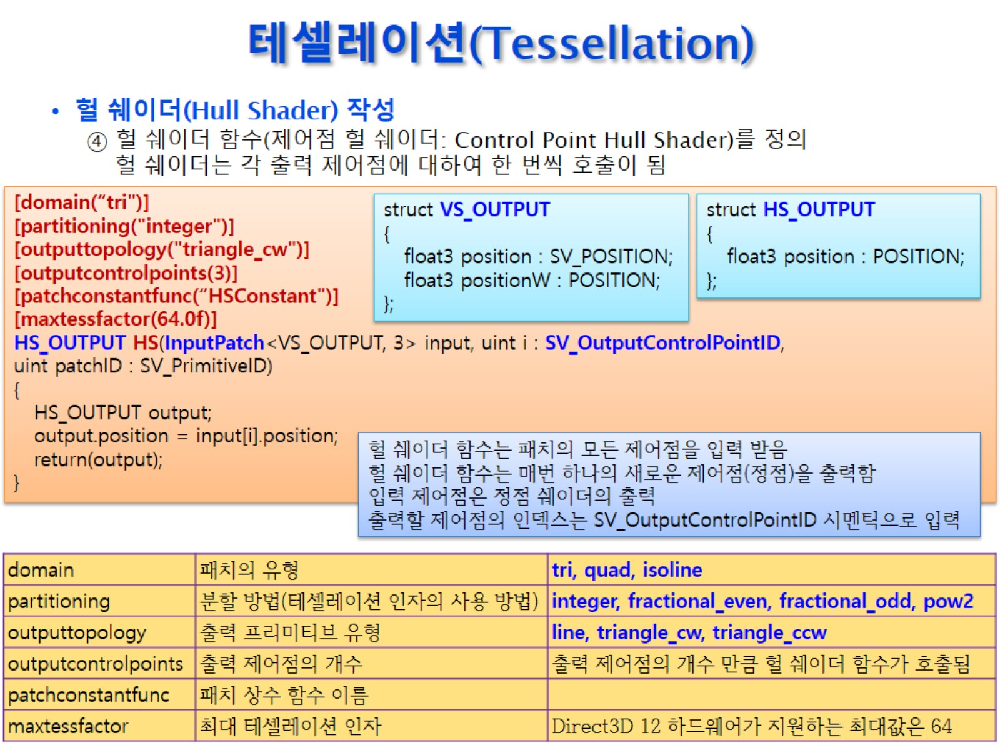 테셀레이션(Tessellation)
• 헐 쉐이더(Hull Shader) 작성
④ 헐 쉐이더 함수(제어점 헐 쉐이더: Control Point Hull Shader)를 정의
헐 쉐이더는 각 출력 제어점에 대하여 한 번씩 호출이 됨
[domain(“tri")]
[partitioning("integer")]
[outputtopology("triangle_cw")]
[outputcontrolpoints(3)]
[patchconstantfunc(“HSConstant")]
[maxtessfactor(64.0f)]
HS_OUTPUT HS(InputPatch<VS_OUTPUT, 3> input, uint i : SV_OutputControlPointID,
uint patchID : SV_PrimitiveID)
{
HS_OUTPUT output;
output.position = input[i].position;
return(output);
}
struct VS_OUTPUT
{
float3 position : SV_POSITION;
float3 positionW : POSITION;
};
struct HS_OUTPUT
{
float3 position : POSITION;
};
헐 쉐이더 함수는 패치의 모든 제어점을 입력 받음
헐 쉐이더 함수는 매번 하나의 새로운 제어점(정점)을 출력함
입력 제어점은 정점 쉐이더의 출력
출력할 제어점의 인덱스는 SV_OutputControlPointID 시멘틱으로 입력
domain 패치의 유형 tri, quad, isoline
partitioning 분할 방법(테셀레이션 인자의 사용 방법) integer, fractional_even, fractional_odd, pow2
outputtopology 출력 프리미티브 유형 line, triangle_cw, triangle_ccw
outputcontrolpoints 출력 제어점의 개수 출력 제어점의 개수 만큼 헐 쉐이더 함수가 호출됨
patchconstantfunc 패치 상수 함수 이름
maxtessfactor 최대 테셀레이션 인자 Direct3D 12 하드웨어가 지원하는 최대값은 64